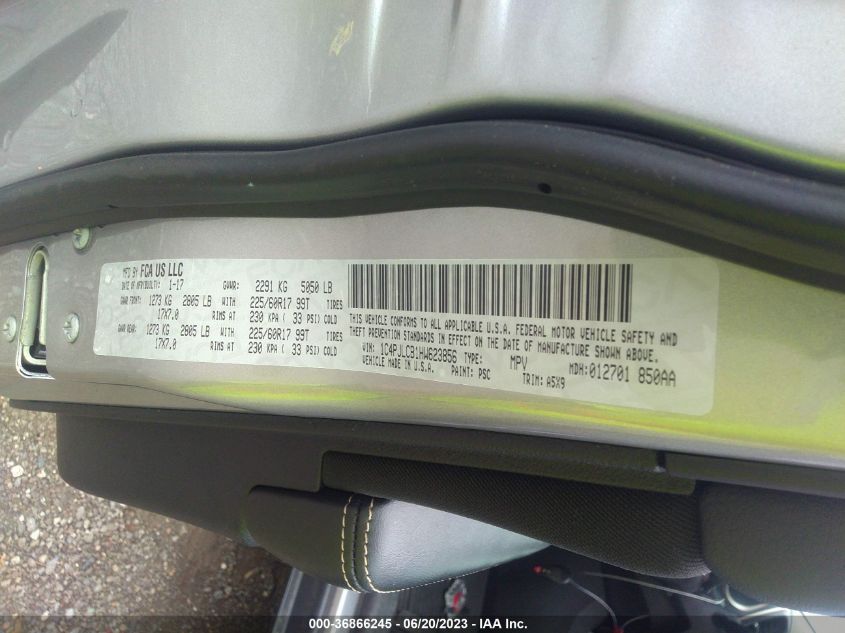 MFD BY FCA US LLC
DATE OF MFR 1-17 GVWR: 2291 KG 5050 LB
GAWR FRONT: 1273 KG 2805 LB WITH 225/60R17 99T TIRES
17X7.0 RIMS AT 230 KPA ( 33 PSI) COLD
GAWR REAR: 1273 KG 2805 LB WITH 225/60R17 99T TIRES
17X7.0 RIMS AT 230 KPA ( 33 PSI) COLD
THIS VEHICLE CONFORMS TO ALL APPLICABLE U.S.A. FEDERAL MOTOR VEHICLE SAFETY AND
THEFT PREVENTION STANDARDS IN EFFECT ON THE DATE OF MANUFACTURE SHOWN ABOVE.
VIN: 1C4PJLCB1HW623856 TYPE: MPV MDH:012701 850AA
VEHICLE MADE IN U.S.A. PAINT: PSC TRIM: A5X9
000-36866245 - 06/20/2023 - IAA Inc.